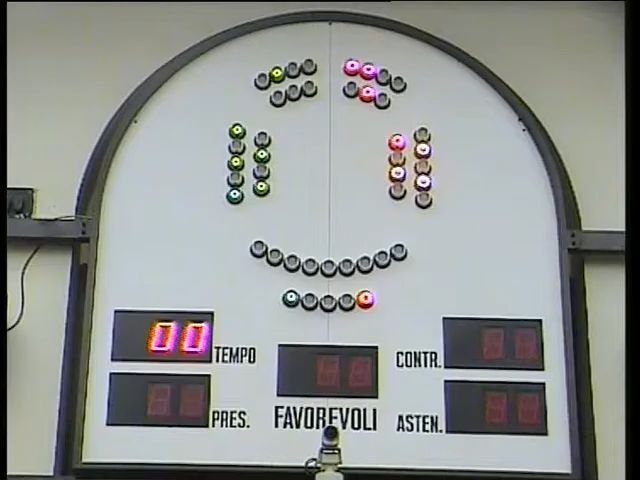 00 TEMPO
CONTR.
PRES.
FAVOREVOLI
ASTEN.